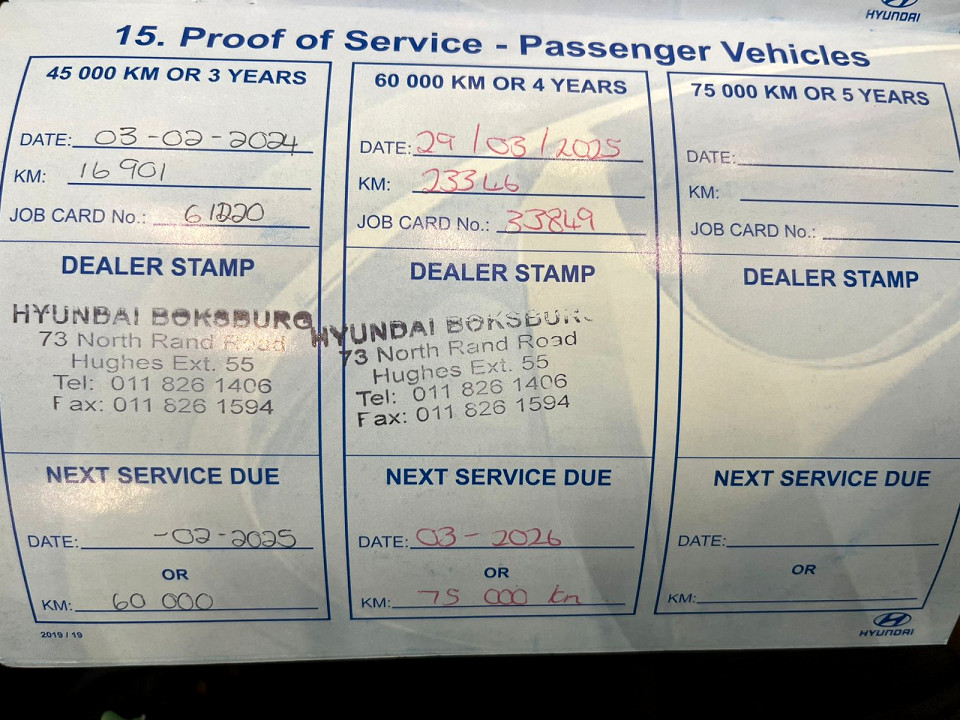 HYUNDAI
15. Proof of Service - Passenger Vehicles
45 000 KM OR 3 YEARS
DATE: 03-02-2024
KM: 16 901
JOB CARD No.: 61220
DEALER STAMP
HYUNDAI BOKSBURG
73 North Rand Road
Hughes Ext. 55
Tel: 011 826 1406
Fax: 011 826 1594
NEXT SERVICE DUE
DATE: -02-2025
OR
KM: 60 000
2019 / 19
60 000 KM OR 4 YEARS
DATE: 29/03/2025
KM: 23346
JOB CARD No.: 33849
DEALER STAMP
HYUNDAI BOKSBURG
73 North Rand Road
Hughes Ext. 55
Tel: 011 826 1406
Fax: 011 826 1594
NEXT SERVICE DUE
DATE: 03-2026
OR
KM: 75 000 km
75 000 KM OR 5 YEARS
DATE:
KM:
JOB CARD No.:
DEALER STAMP
NEXT SERVICE DUE
DATE:
OR
KM:
HYUNDAI